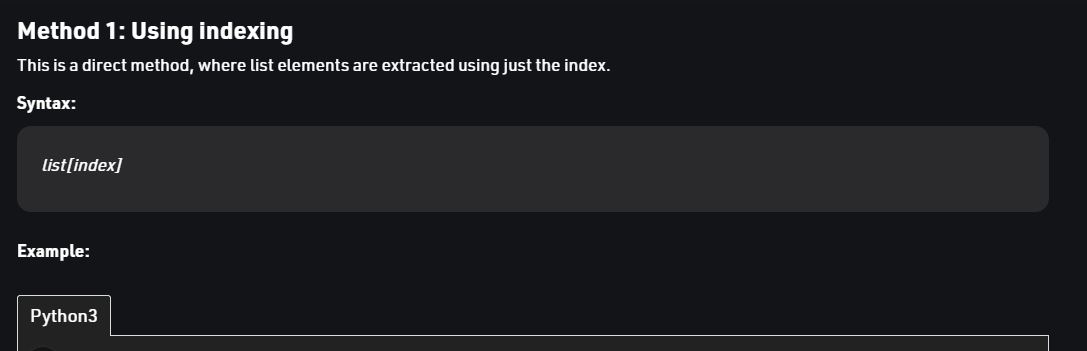 Method 1: Using indexing
This is a direct method, where list elements are extracted using just the index.
Syntax:
list[index]
Example:
Python3